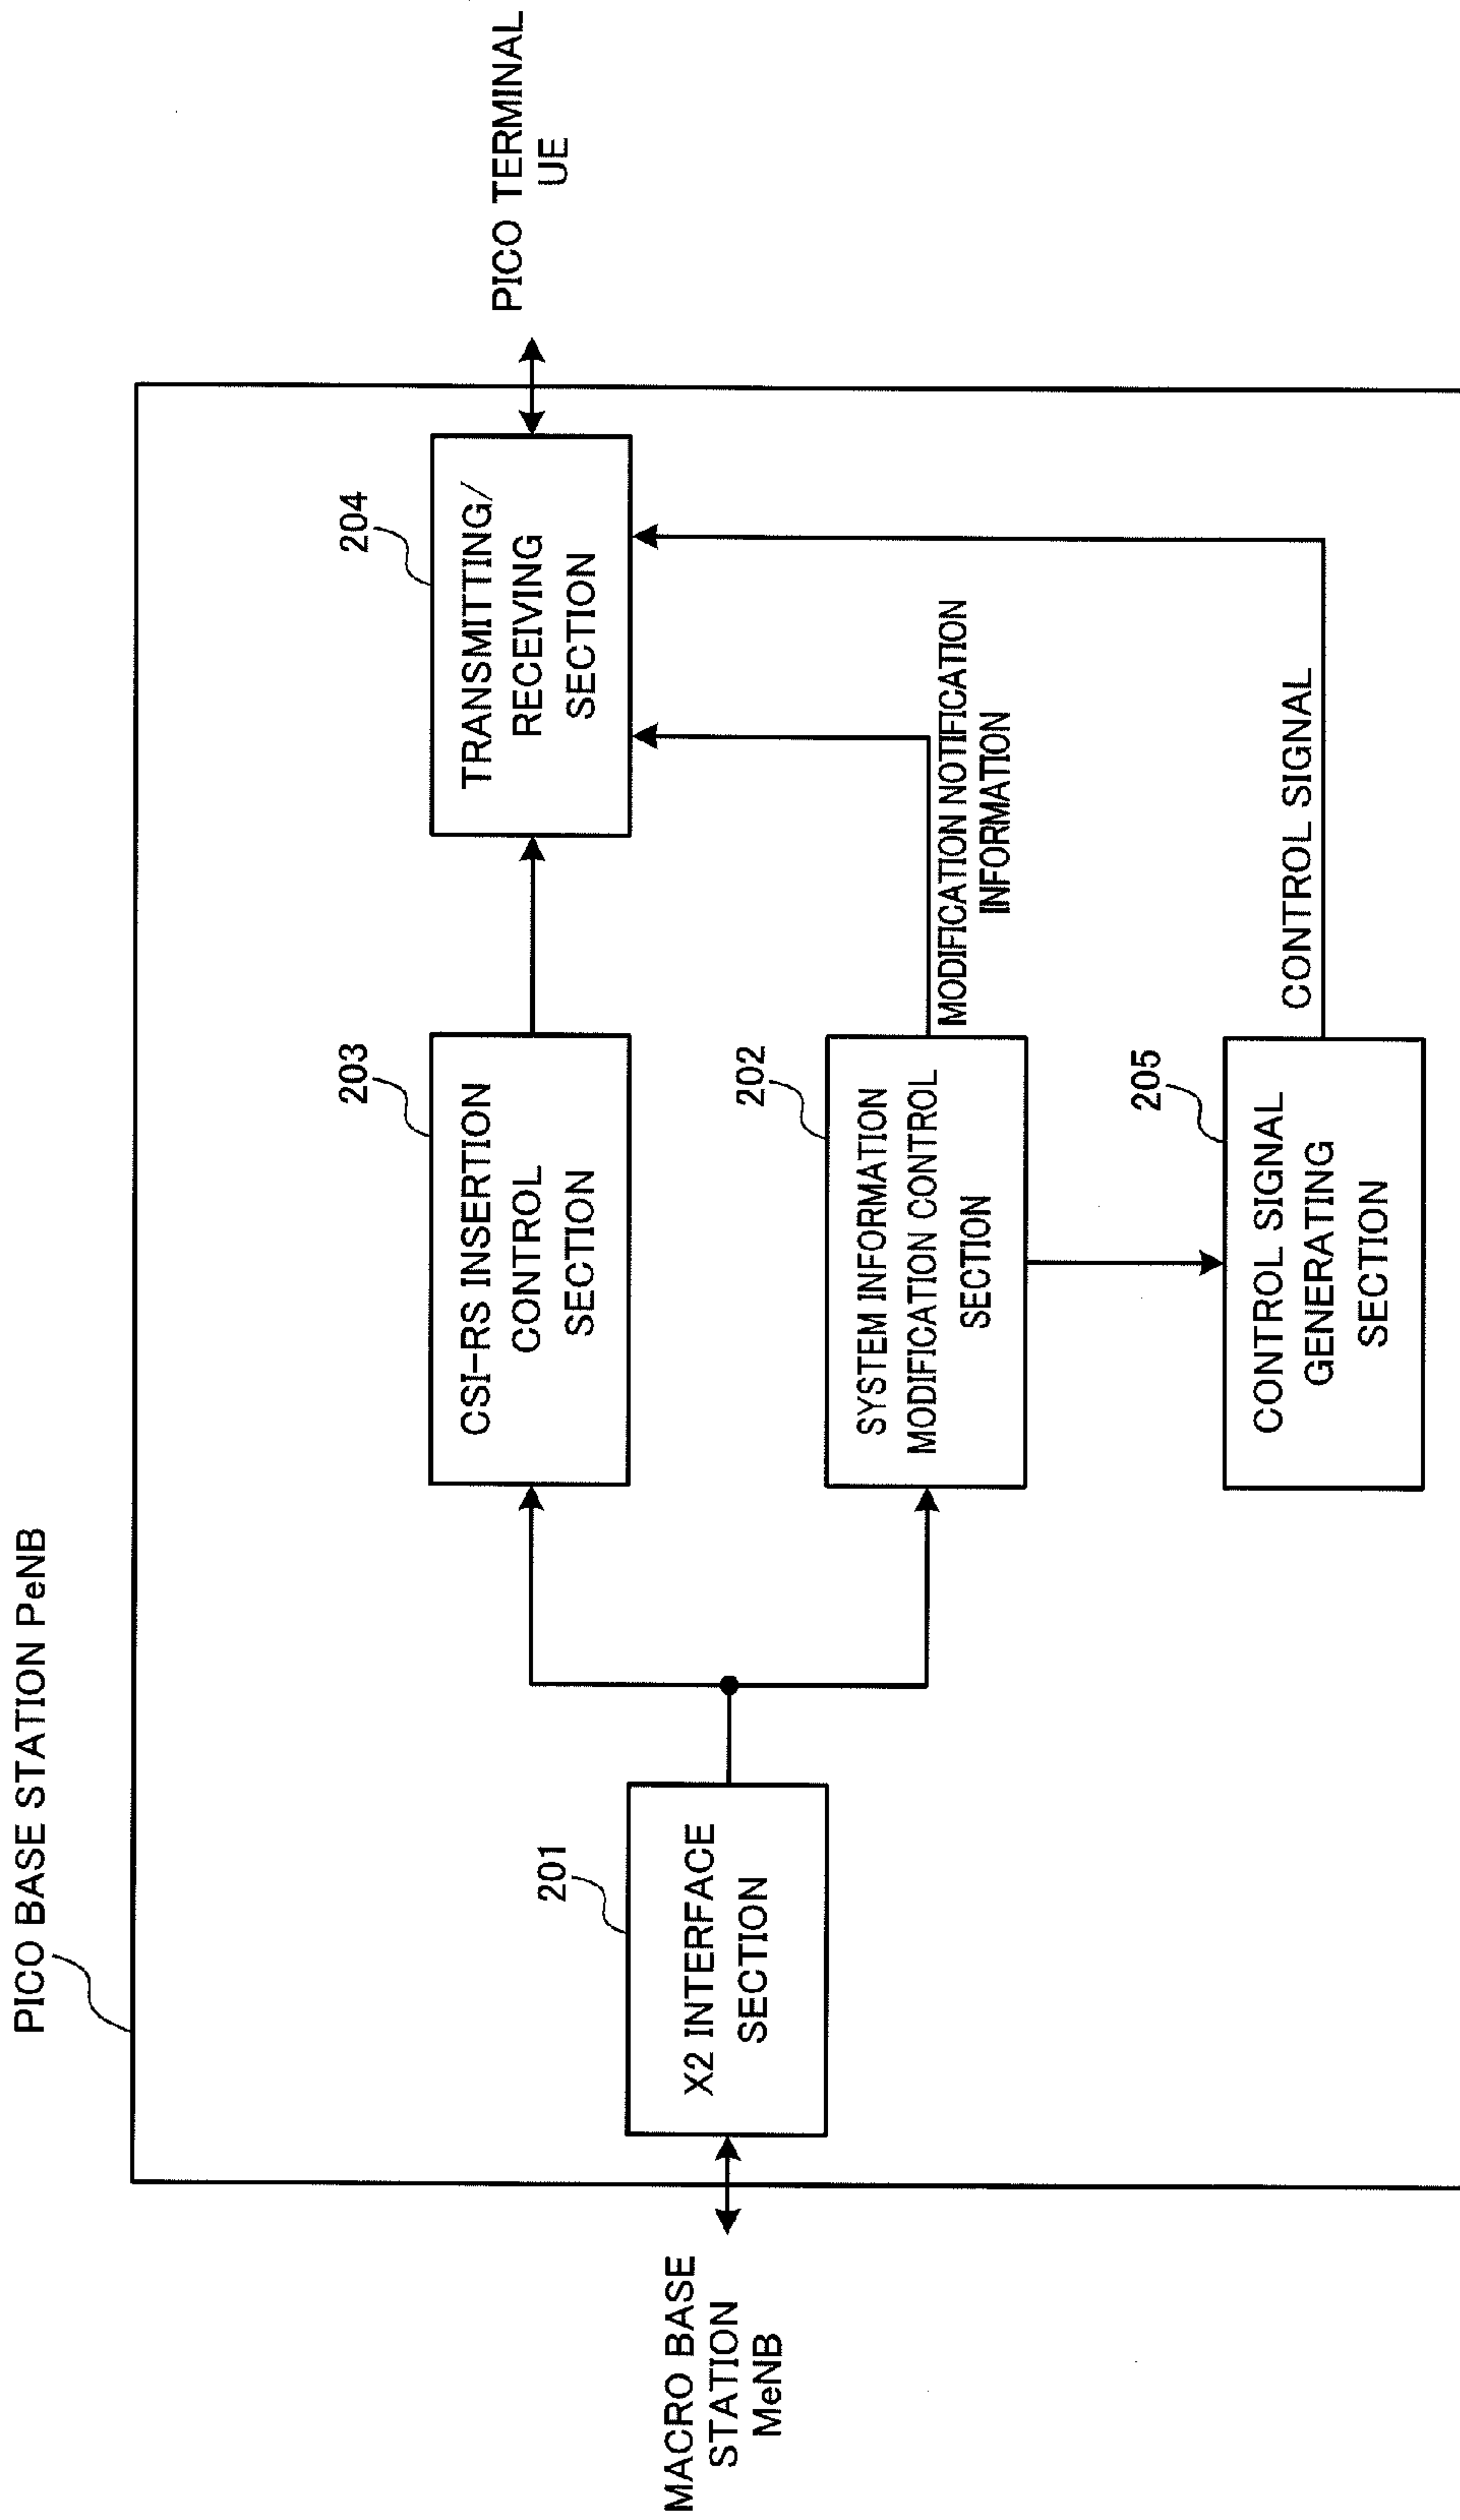 PICO BASE STATION PeNB
MACRO BASE
STATION
MeNB
201
X2 INTERFACE
SECTION
203
CSI-RS INSERTION
CONTROL
SECTION
202
SYSTEM INFORMATION
MODIFICATION CONTROL
SECTION
205
CONTROL SIGNAL
GENERATING
SECTION
MODIFICATION NOTIFICATION
INFORMATION
CONTROL SIGNAL
204
TRANSMITTING/
RECEIVING
SECTION
PICO TERMINAL
UE